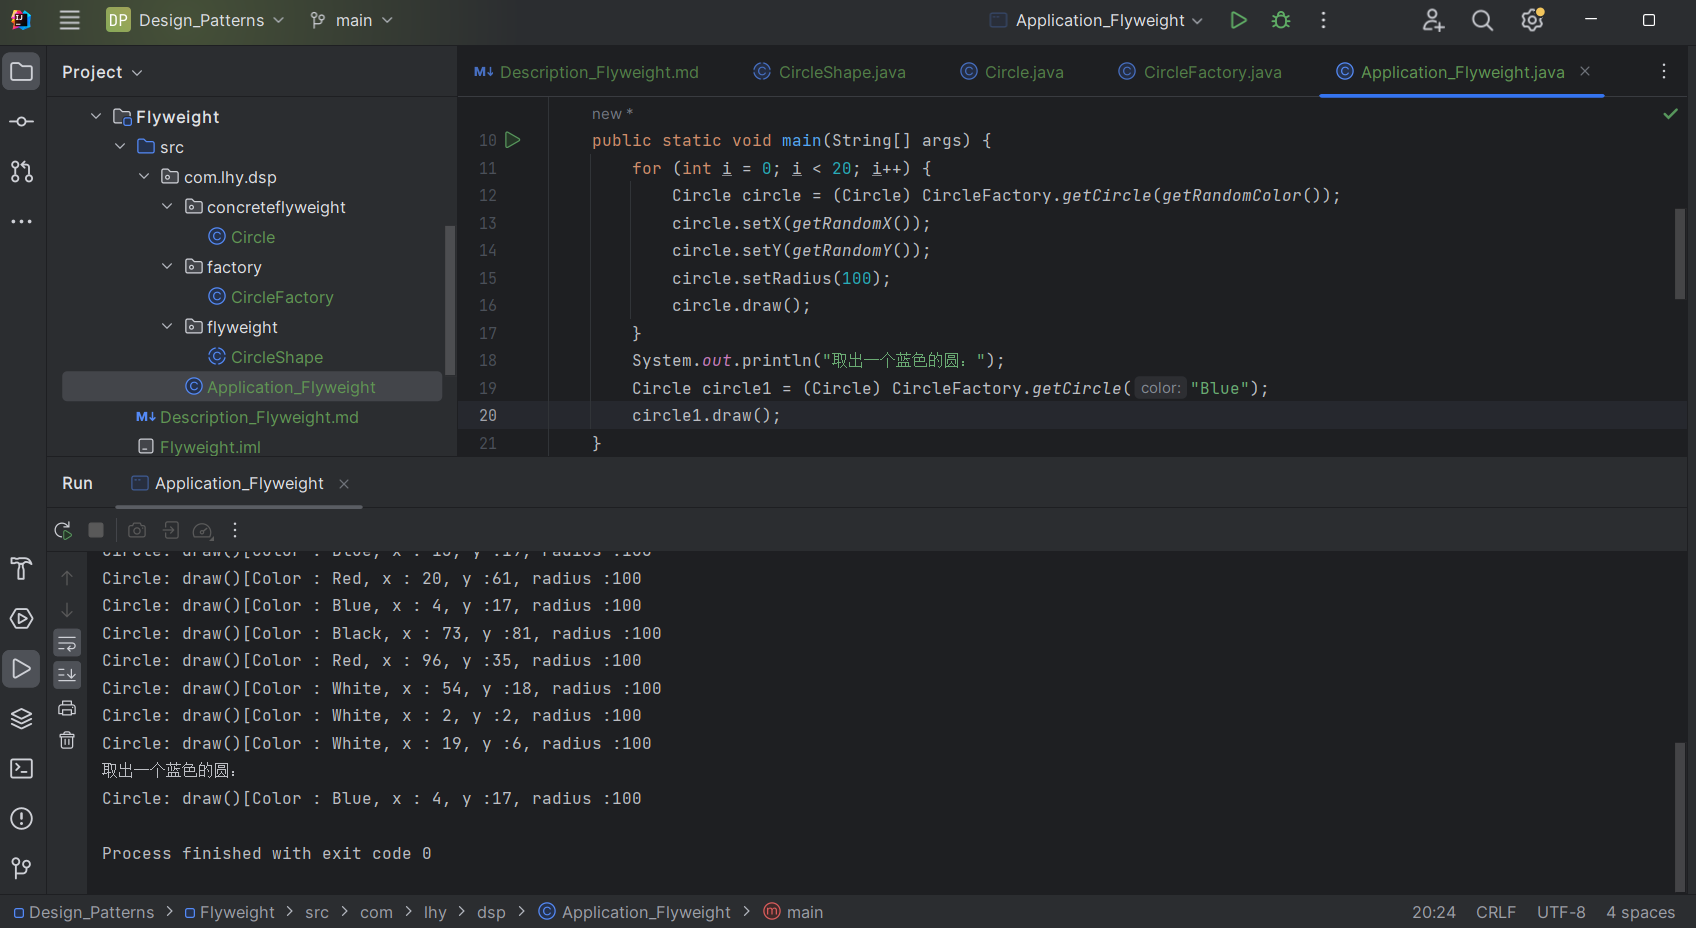 DP Design_Patterns main Application_Flyweight
Project
Description_Flyweight.md CircleShape.java Circle.java CircleFactory.java Application_Flyweight.java
Flyweight
src
com.lhy.dsp
concreteflyweight
Circle
factory
CircleFactory
flyweight
CircleShape
Application_Flyweight
Description_Flyweight.md
Flyweight.iml
new *
10 public static void main(String[] args) {
11 for (int i = 0; i < 20; i++) {
12 Circle circle = (Circle) CircleFactory.getCircle(getRandomColor());
13 circle.setX(getRandomX());
14 circle.setY(getRandomY());
15 circle.setRadius(100);
16 circle.draw();
17 }
18 System.out.println("取出一个蓝色的圆：");
19 Circle circle1 = (Circle) CircleFactory.getCircle( color: "Blue");
20 circle1.draw();
21 }
Run Application_Flyweight
Circle: draw()[Color : Red, x : 20, y :61, radius :100
Circle: draw()[Color : Blue, x : 4, y :17, radius :100
Circle: draw()[Color : Black, x : 73, y :81, radius :100
Circle: draw()[Color : Red, x : 96, y :35, radius :100
Circle: draw()[Color : White, x : 54, y :18, radius :100
Circle: draw()[Color : White, x : 2, y :2, radius :100
Circle: draw()[Color : White, x : 19, y :6, radius :100
取出一个蓝色的圆：
Circle: draw()[Color : Blue, x : 4, y :17, radius :100
Process finished with exit code 0
Design_Patterns > Flyweight > src > com > lhy > dsp > Application_Flyweight > main 20:24 CRLF UTF-8 4 spaces